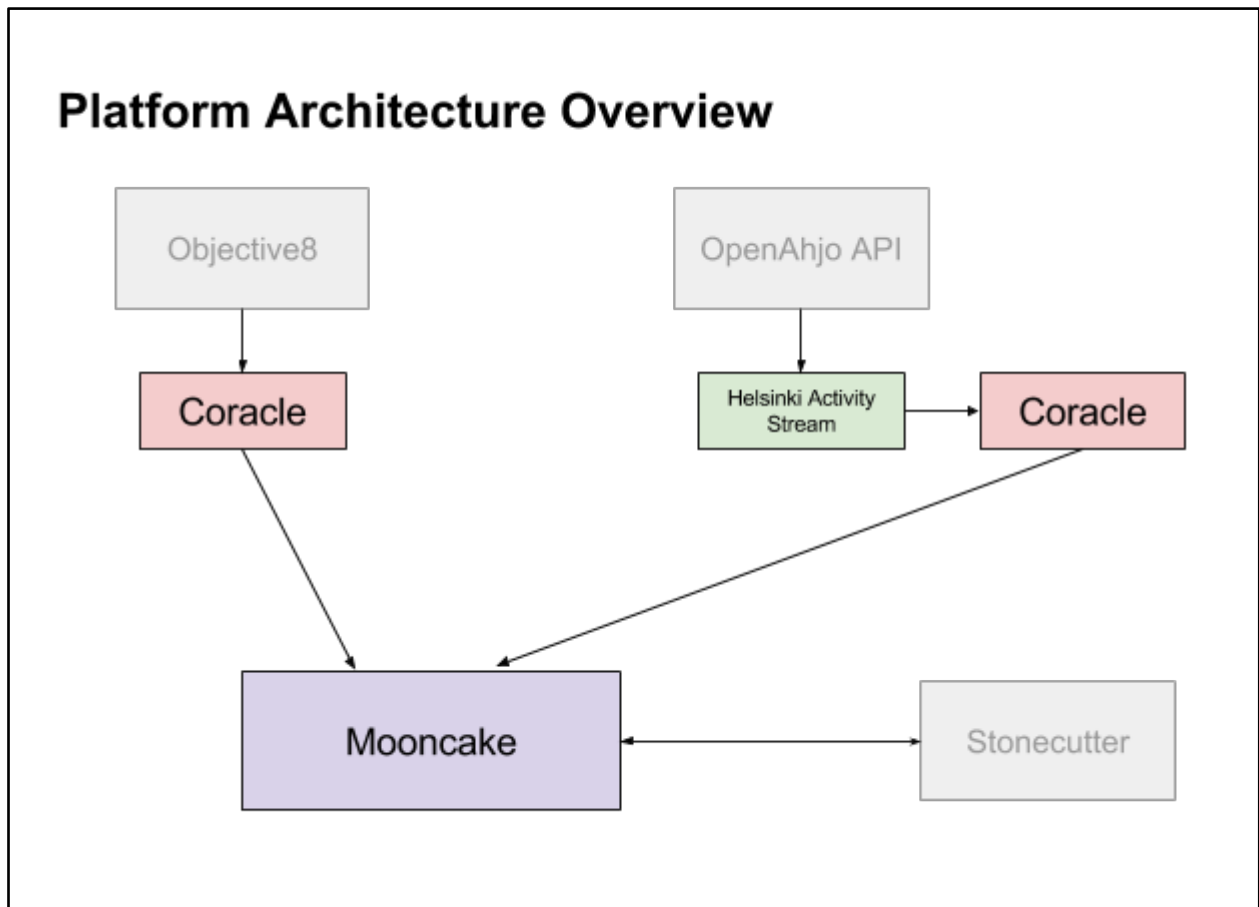 Platform Architecture Overview
Objective8
OpenAhjo API
Coracle
Helsinki Activity
Stream
Coracle
Mooncake
Stonecutter